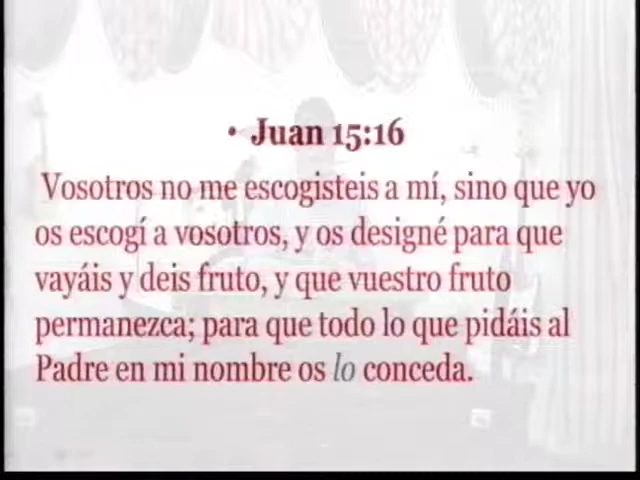 • Juan 15:16
Vosotros no me escogisteis a mí, sino que yo
os escogí a vosotros, y os designé para que
vayáis y deis fruto, y que vuestro fruto
permanezca; para que todo lo que pidáis al
Padre en mi nombre os lo conceda.